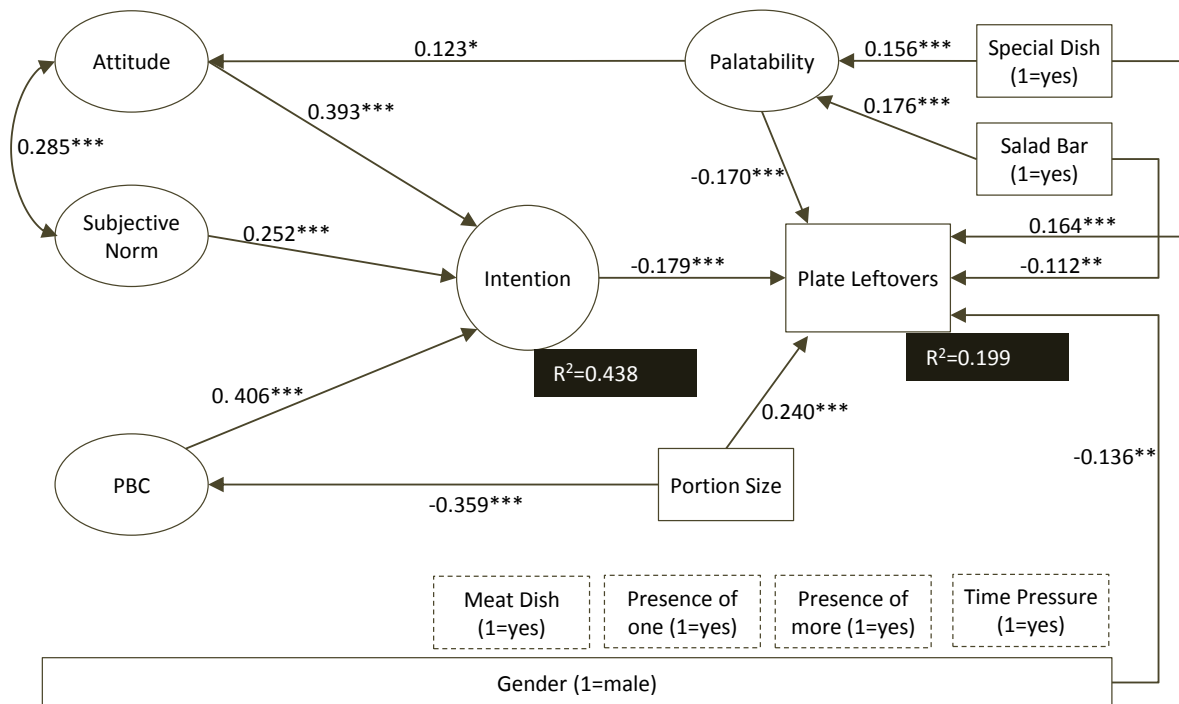 0.123*
Attitude
Palatability
0.156***
Special Dish
(1=yes)
0.393***
0.176***
0.285***
Salad Bar
(1=yes)
-0.170***
Subjective
Norm
0.252***
0.164***
Intention
-0.179***
Plate Leftovers
-0.112**
R²=0.438
R²=0.199
0. 406***
0.240***
-0.136**
PBC
Portion Size
-0.359***
Meat Dish
(1=yes)
Presence of
one (1=yes)
Presence of
more (1=yes)
Time Pressure
(1=yes)
Gender (1=male)